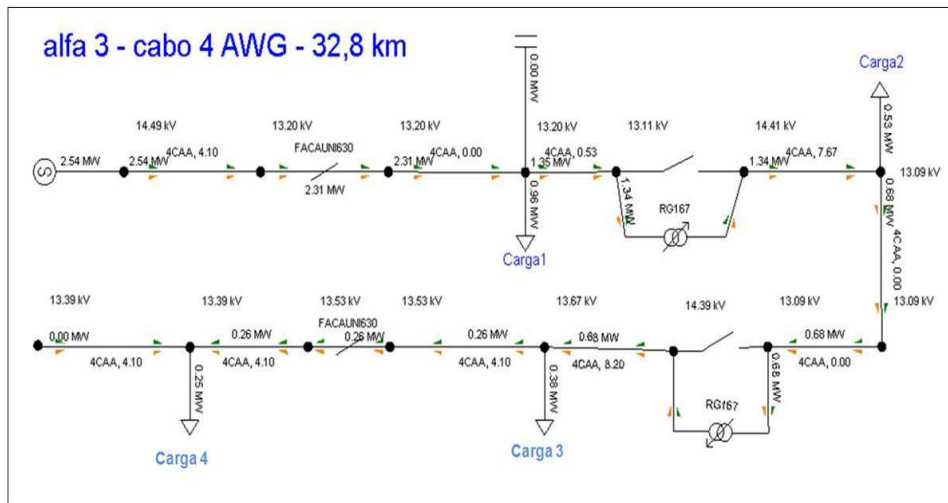 alfa 3 - cabo 4 AWG - 32,8 km
0.00 MW
Carga2
0.53 MW
14.49 kV
13.20 kV
13.20 kV
13.20 kV
13.11 kV
14.41 kV
FACAUNI630
S
2.54 MW
2.54 MW
4CAA, 4.10
2.31 MW
2.31 MW
4CAA, 0.00
1.35 MW
4CAA, 0.53
1.34 MW
4CAA, 7.67
13.09 kV
0.96 MW
1.34 MW
RG167
0.68 MW
4CAA, 0.00
Carga1
13.39 kV
13.39 kV
13.53 kV
13.53 kV
13.67 kV
14.39 kV
13.09 kV
13.09 kV
FACAUNI630
0.00 MW
0.26 MW
0.26 MW
0.26 MW
0.68 MW
0.68 MW
4CAA, 4.10
4CAA, 4.10
4CAA, 4.10
4CAA, 8.20
4CAA, 0.00
0.25 MW
0.38 MW
0.68 MW
RG167
Carga 4
Carga 3